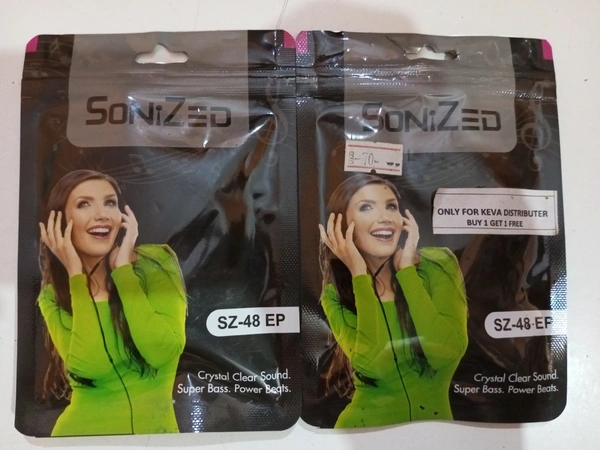 SONiZED
SZ-48 EP
Crystal Clear Sound.
Super Bass. Power Beats.
SONiZED
ONLY FOR KEVA DISTRIBUTER
BUY 1 GET 1 FREE
SZ-48 EP
Crystal Clear Sound.
Super Bass. Power Beats.